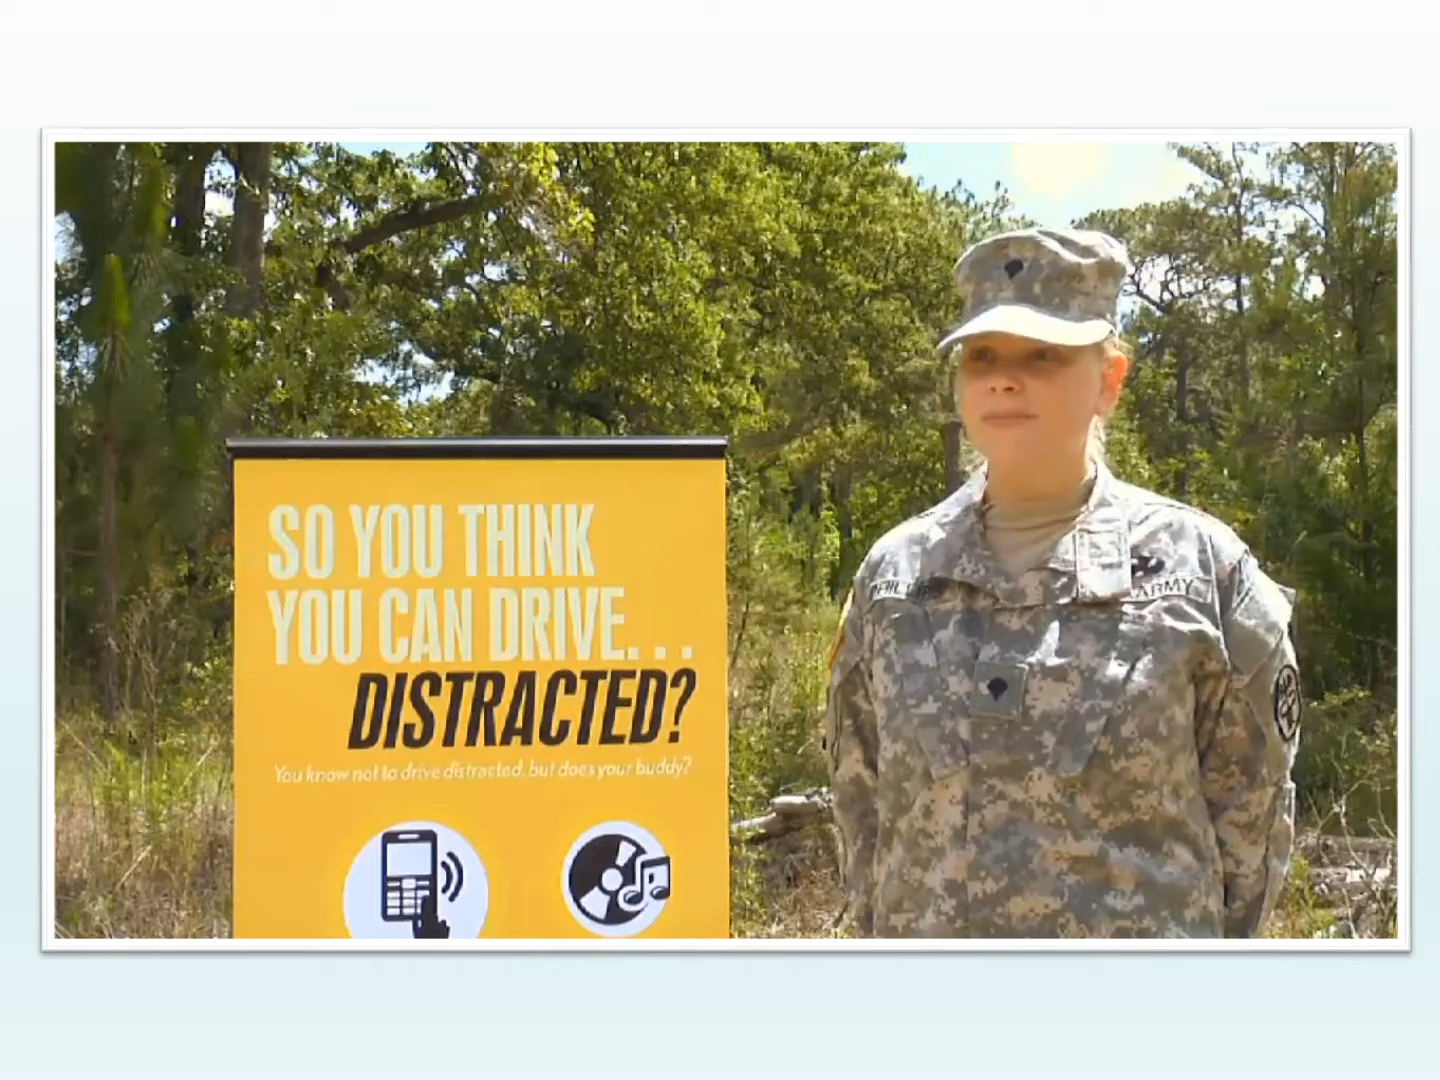 SO YOU THINK
YOU CAN DRIVE...
DISTRACTED?
You know not to drive distracted, but does your buddy?
ARMY